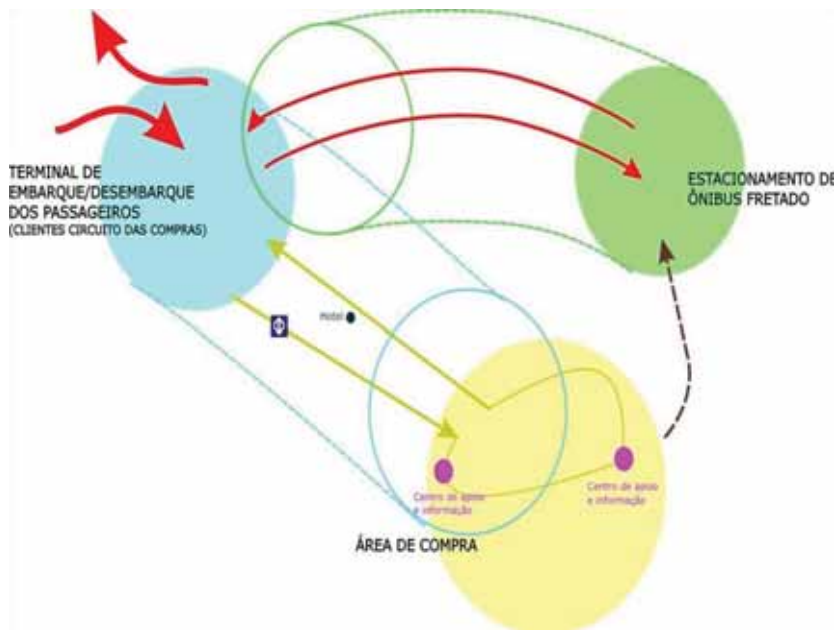 TERMINAL DE
EMBARQUE/DESEMBARQUE
DOS PASSAGEIROS
(CLIENTES CIRCUITO DAS COMPRAS)
ESTACIONAMENTO DE
ÔNIBUS FRETADO
Hotel
Centro de apoio
e informação
Centro de apoio
e informação
ÁREA DE COMPRA